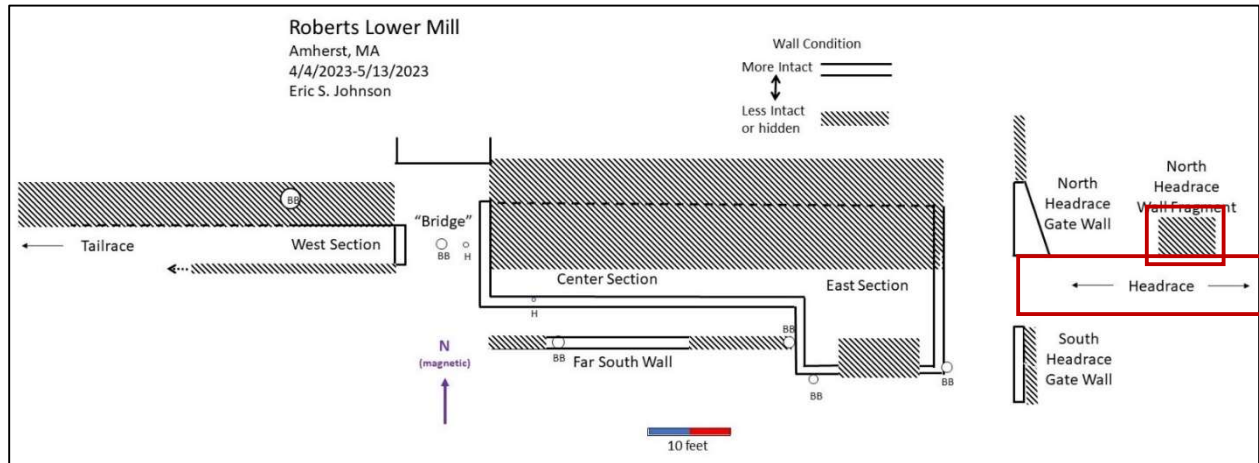 Roberts Lower Mill
Amherst, MA
4/4/2023-5/13/2023
Eric S. Johnson
Wall Condition
More Intact
Less Intact
or hidden
North
Headrace
Gate Wall
North
Headrace
Wall Fragment
BB
"Bridge"
Tailrace
West Section
BB
H
Center Section
East Section
Headrace
H
BB
BB
Far South Wall
N
(magnetic)
BB
BB
South
Headrace
Gate Wall
10 feet